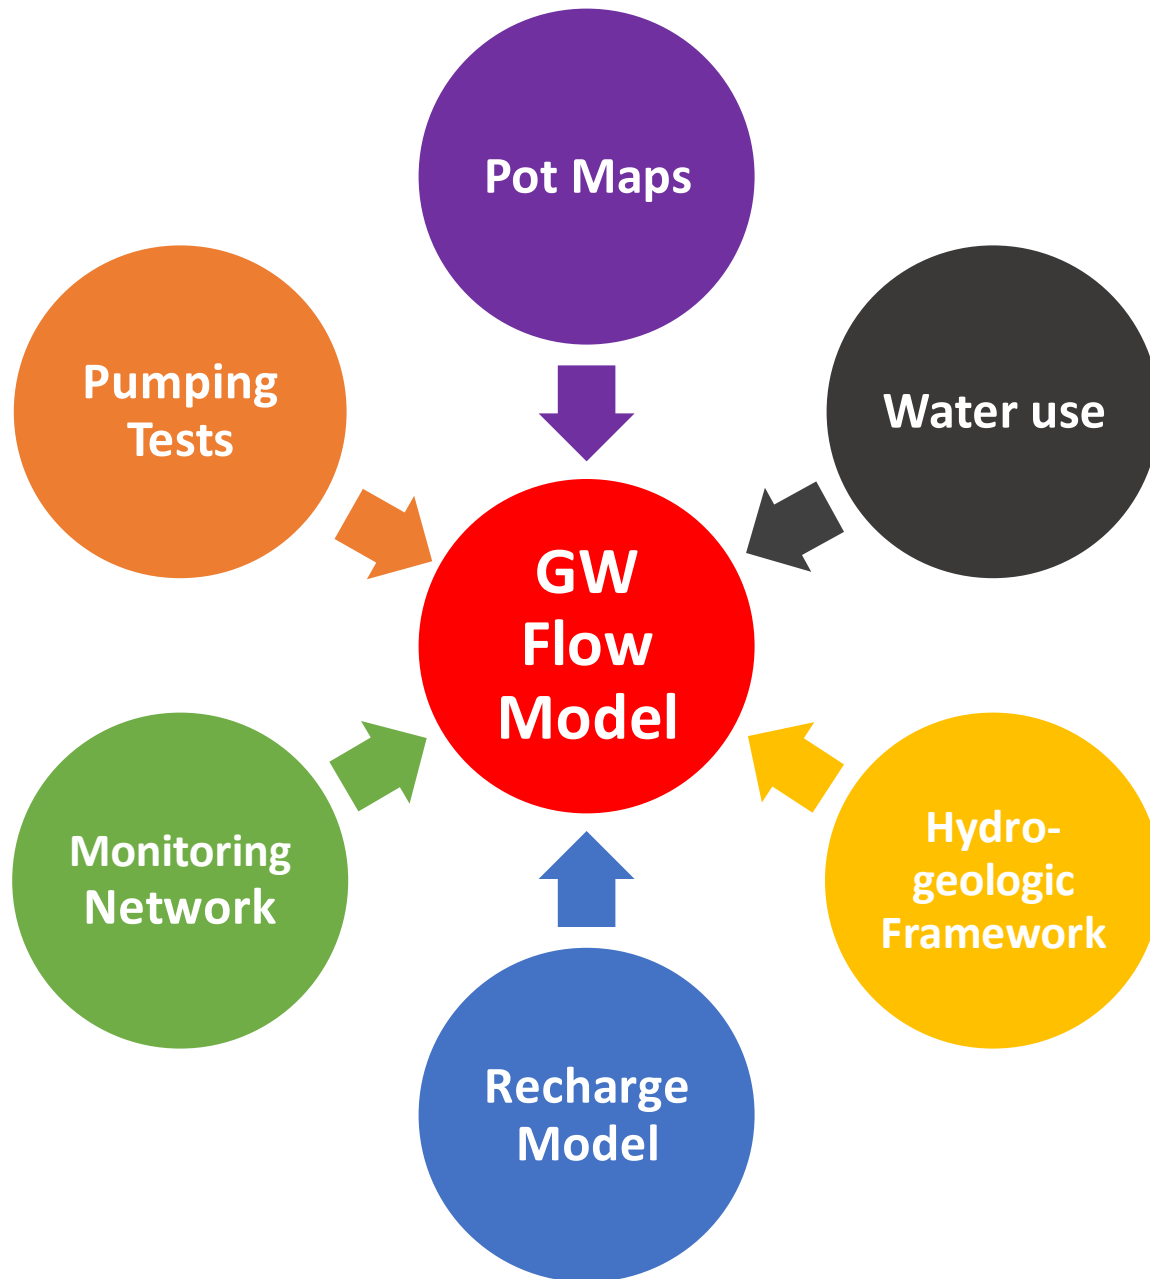 Pot Maps
Pumping
Tests
Water use
GW
Flow
Model
Monitoring
Network
Hydro-
geologic
Framework
Recharge
Model